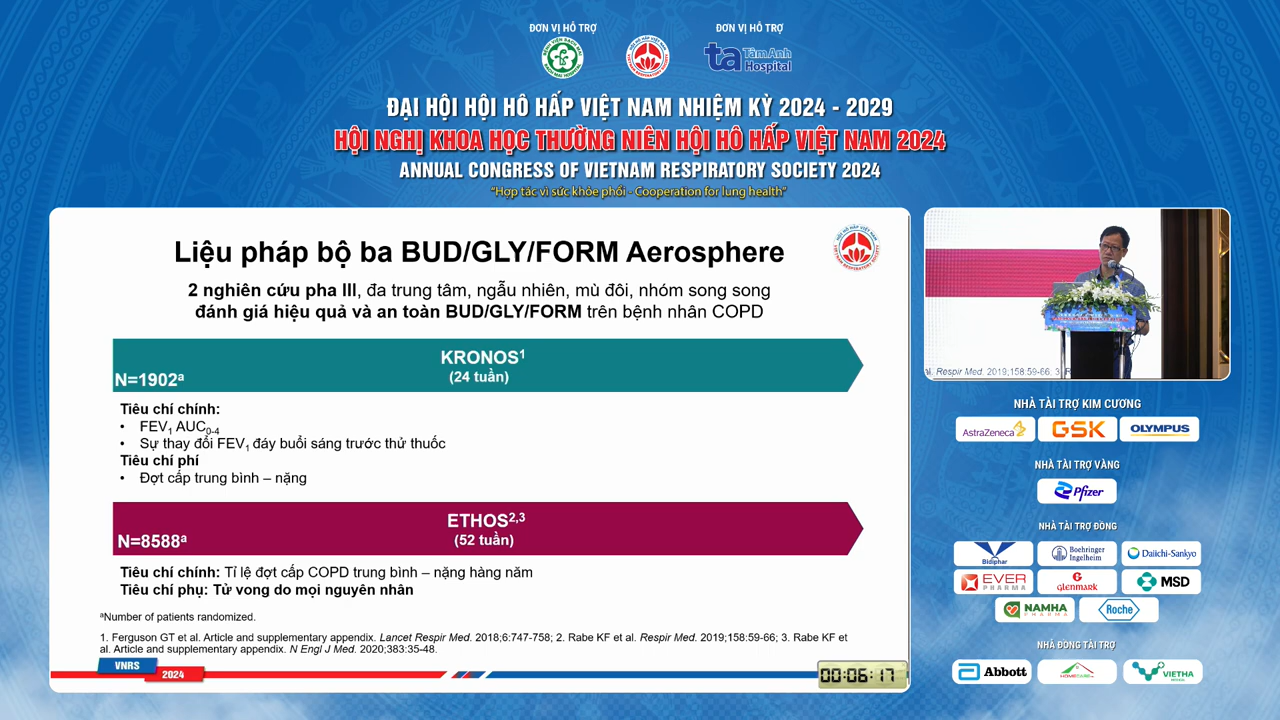 ĐƠN VỊ HỖ TRỢ
ĐƠN VỊ HỖ TRỢ
ta TâmAnh Hospital
ĐẠI HỘI HỘI HÔ HẤP VIỆT NAM NHIỆM KỲ 2024 - 2029
HỘI NGHỊ KHOA HỌC THƯỜNG NIÊN HỘI HÔ HẤP VIỆT NAM 2024
ANNUAL CONGRESS OF VIETNAM RESPIRATORY SOCIETY 2024
"Hợp tác vì sức khỏe phổi - Cooperation for lung health"
Liệu pháp bộ ba BUD/GLY/FORM Aerosphere
2 nghiên cứu pha III, đa trung tâm, ngẫu nhiên, mù đôi, nhóm song song
đánh giá hiệu quả và an toàn BUD/GLY/FORM trên bệnh nhân COPD
KRONOS1
(24 tuần)
N=1902a
Tiêu chí chính:
• FEV1 AUC0-4
• Sự thay đổi FEV1 đáy buổi sáng trước thử thuốc
Tiêu chí phí
• Đợt cấp trung bình – nặng
ETHOS2,3
(52 tuần)
N=8588a
Tiêu chí chính: Tỉ lệ đợt cấp COPD trung bình – nặng hàng năm
Tiêu chí phụ: Tử vong do mọi nguyên nhân
aNumber of patients randomized.
1. Ferguson GT et al. Article and supplementary appendix. Lancet Respir Med. 2018;6:747-758; 2. Rabe KF et al. Respir Med. 2019;158:59-66; 3. Rabe KF et
al. Article and supplementary appendix. N Engl J Med. 2020;383:35-48.
VNRS
2024
00:06:17
al. Respir Med. 2019;158:59-66, 3. R
NHÀ TÀI TRỢ KIM CƯƠNG
AstraZeneca
GSK
OLYMPUS
NHÀ TÀI TRỢ VÀNG
Pfizer
NHÀ TÀI TRỢ ĐỒNG
Bidiphar
Boehringer Ingelheim
Daiichi-Sankyo
EVER PHARMA
GLENMARK
MSD
NAMHA PHARMA
Roche
NHÀ ĐỒNG TÀI TRỢ
Abbott
HOMECARE
VIETHA